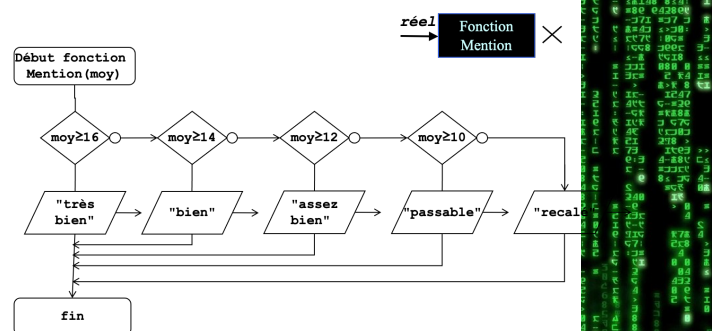 réel
Fonction
Mention
Début fonction
Mention(moy)
moy≥16
moy≥14
moy≥12
moy≥10
"très
bien"
"bien"
"assez
bien"
"passable"
"recalé
fin